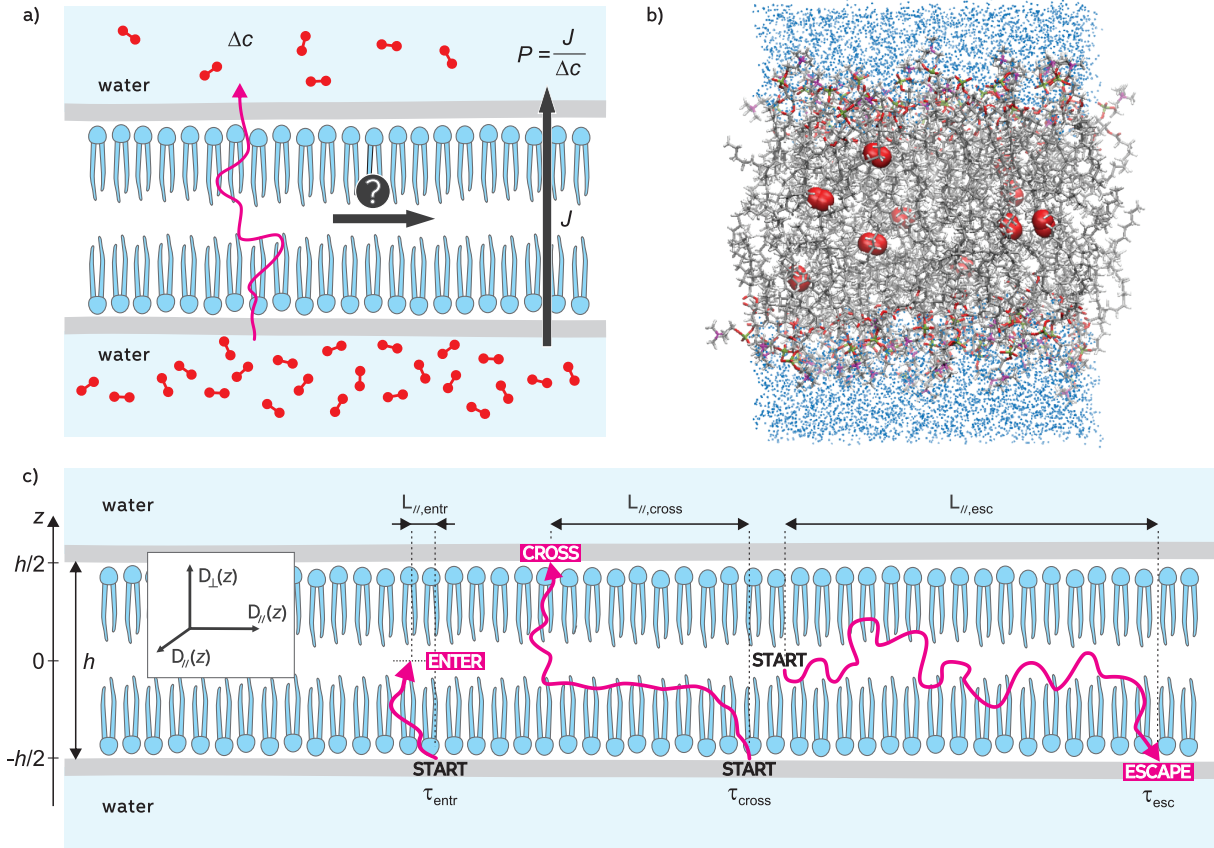 a)
Δc
P = J / Δc
water
?
J
water
b)
c)
water
z
L//,entr
L//,cross
L//,esc
h/2
CROSS
D⊥(z)
D//(z)
D//(z)
h
0
ENTER
START
-h/2
START
START
ESCAPE
τentr
τcross
τesc
water